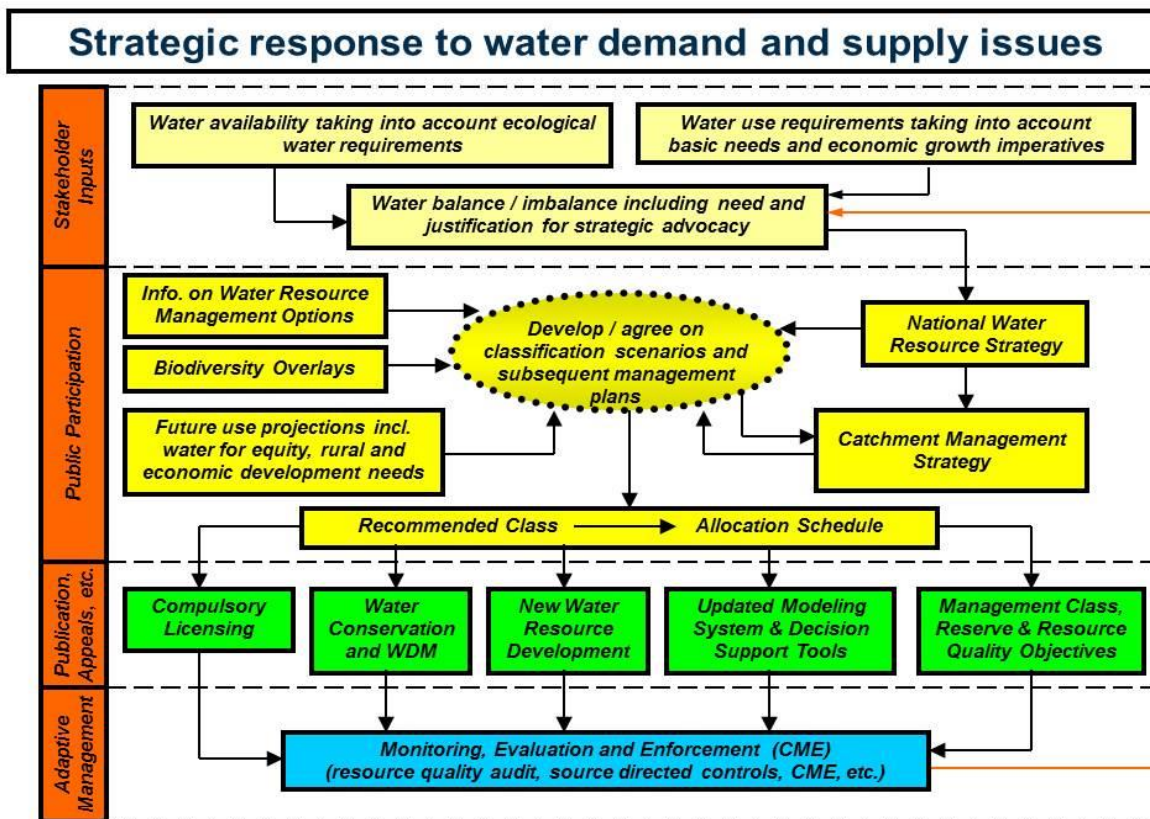 Strategic response to water demand and supply issues
Stakeholder
Inputs
Water availability taking into account ecological
water requirements
Water use requirements taking into account
basic needs and economic growth imperatives
Water balance / imbalance including need and
justification for strategic advocacy
Public Participation
Info. on Water Resource
Management Options
Biodiversity Overlays
Future use projections incl.
water for equity, rural and
economic development needs
Develop / agree on
classification scenarios and
subsequent management
plans
National Water
Resource Strategy
Catchment Management
Strategy
Recommended Class
Allocation Schedule
Publication,
Appeals, etc.
Compulsory
Licensing
Water
Conservation
and WDM
New Water
Resource
Development
Updated Modeling
System & Decision
Support Tools
Management Class,
Reserve & Resource
Quality Objectives
Adaptive
Management
Monitoring, Evaluation and Enforcement (CME)
(resource quality audit, source directed controls, CME, etc.)